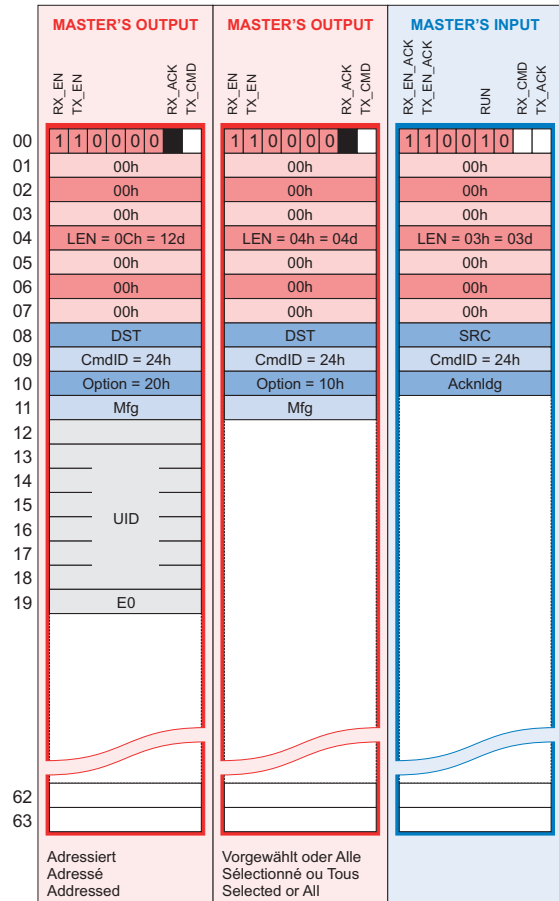 MASTER'S OUTPUT MASTER'S OUTPUT MASTER'S INPUT
RX_EN TX_EN RX_ACK TX_CMD RX_EN TX_EN RX_ACK TX_CMD RX_EN_ACK TX_EN_ACK RUN RX_CMD TX_ACK
00 1 1 0 0 0 0 1 1 0 0 0 0 1 1 0 0 1 0
01 00h 00h 00h
02 00h 00h 00h
03 00h 00h 00h
04 LEN = 0Ch = 12d LEN = 04h = 04d LEN = 03h = 03d
05 00h 00h 00h
06 00h 00h 00h
07 00h 00h 00h
08 DST DST SRC
09 CmdID = 24h CmdID = 24h CmdID = 24h
10 Option = 20h Option = 10h Acknldg
11 Mfg Mfg
12
13
14
15
UID
16
17
18
19 E0
62
63
Adressiert Vorgewählt oder Alle
Adressé Sélectionné ou Tous
Addressed Selected or All